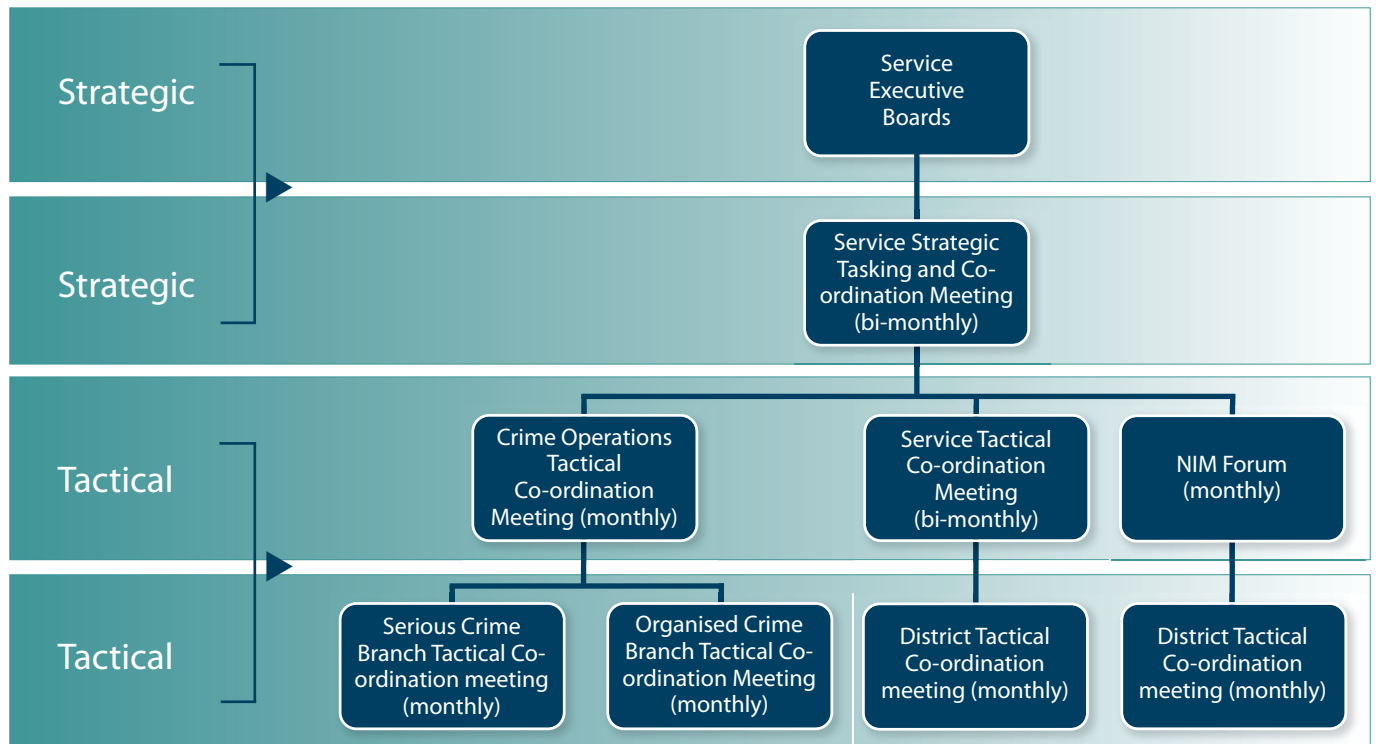 Strategic
Service
Executive
Boards
Strategic
Service Strategic
Tasking and Co-
ordination Meeting
(bi-monthly)
Tactical
Crime Operations
Tactical
Co-ordination
Meeting (monthly)
Service Tactical
Co-ordination
Meeting
(bi-monthly)
NIM Forum
(monthly)
Tactical
Serious Crime
Branch Tactical Co-
ordination meeting
(monthly)
Organised Crime
Branch Tactical Co-
ordination Meeting
(monthly)
District Tactical
Co-ordination
meeting (monthly)
District Tactical
Co-ordination
meeting (monthly)